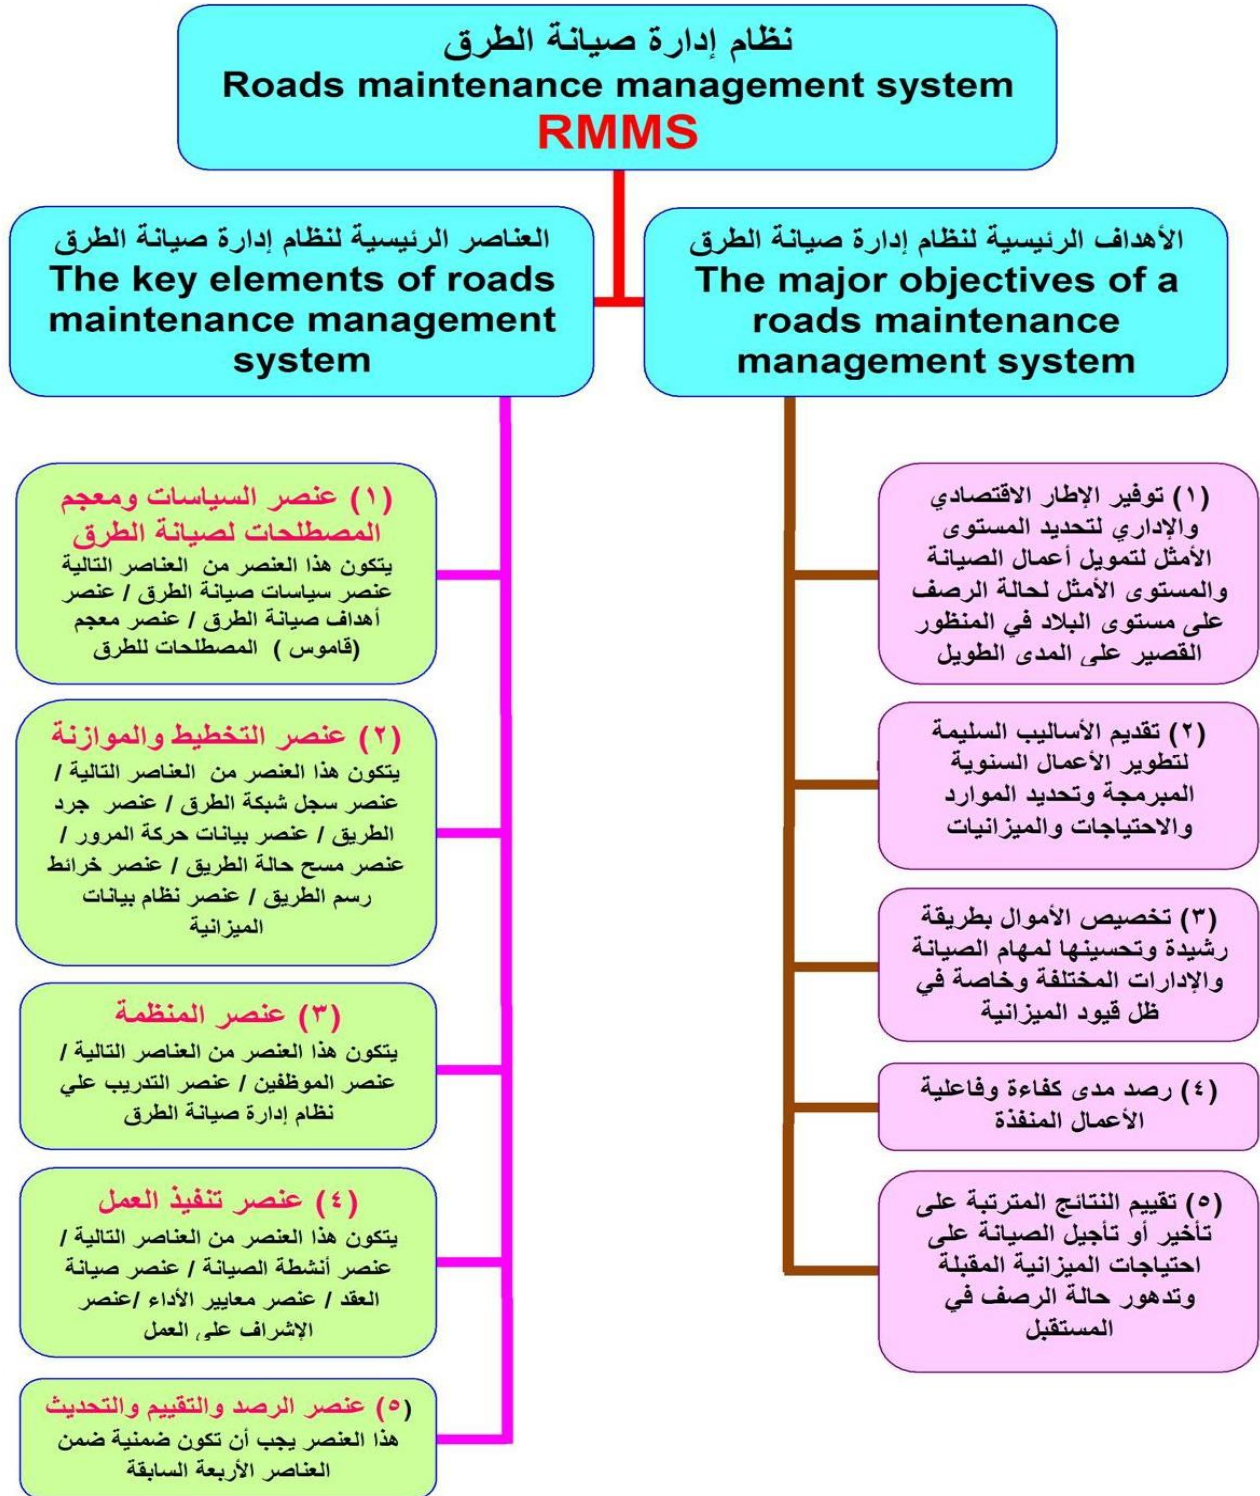 نظام إدارة صيانة الطرق
Roads maintenance management system
RMMS
الأهداف الرئيسية لنظام إدارة صيانة الطرق
The major objectives of a
roads maintenance
management system
(١) توفير الإطار الاقتصادي
والإداري لتحديد المستوى
الأمثل لتمويل أعمال الصيانة
والمستوى الأمثل لحالة الرصف
على مستوى البلاد في المنظور
القصير على المدى الطويل
(٢) تقديم الأساليب السليمة
لتطوير الأعمال السنوية
المبرمجة وتحديد الموارد
والاحتياجات والميزانيات
(٣) تخصيص الأموال بطريقة
رشيدة وتحسينها لمهام الصيانة
والإدارات المختلفة وخاصة في
ظل قيود الميزانية
(٤) رصد مدى كفاءة وفاعلية
الأعمال المنفذة
(٥) تقييم النتائج المترتبة على
تأخير أو تأجيل الصيانة على
احتياجات الميزانية المقبلة
وتدهور حالة الرصف في
المستقبل
العناصر الرئيسية لنظام إدارة صيانة الطرق
The key elements of roads
maintenance management
system
(١) عنصر السياسات ومعجم
المصطلحات لصيانة الطرق
يتكون هذا العنصر من العناصر التالية
عنصر سياسات صيانة الطرق / عنصر
أهداف صيانة الطرق / عنصر معجم
(قاموس ) المصطلحات للطرق
(٢) عنصر التخطيط والموازنة
يتكون هذا العنصر من العناصر التالية /
عنصر سجل شبكة الطرق / عنصر جرد
الطريق / عنصر بيانات حركة المرور /
عنصر مسح حالة الطريق / عنصر خرائط
رسم الطريق / عنصر نظام بيانات
الميزانية
(٣) عنصر المنظمة
يتكون هذا العنصر من العناصر التالية /
عنصر الموظفين / عنصر التدريب علي
نظام إدارة صيانة الطرق
(٤) عنصر تنفيذ العمل
يتكون هذا العنصر من العناصر التالية /
عنصر أنشطة الصيانة / عنصر صيانة
العقد / عنصر معايير الأداء /عنصر
الإشراف على العمل
(٥) عنصر الرصد والتقييم والتحديث
هذا العنصر يجب أن تكون ضمنية ضمن
العناصر الأربعة السابقة